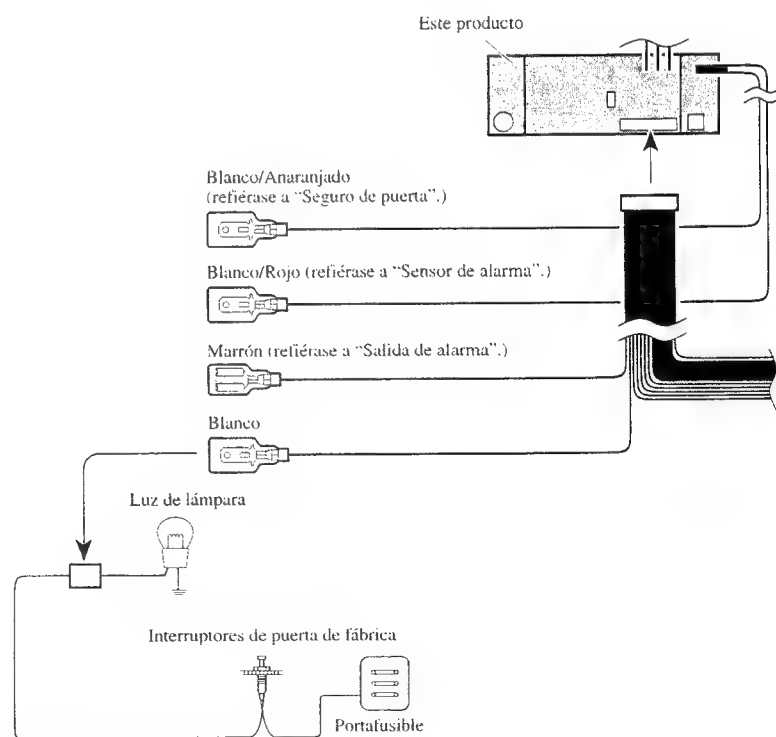 Este producto
Blanco/Anaranjado
(refiérase a “Seguro de puerta”.)
Blanco/Rojo (refiérase a “Sensor de alarma”.)
Marrón (refiérase a “Salida de alarma”.)
Blanco
Luz de lámpara
Interruptores de puerta de fábrica
Portafusible